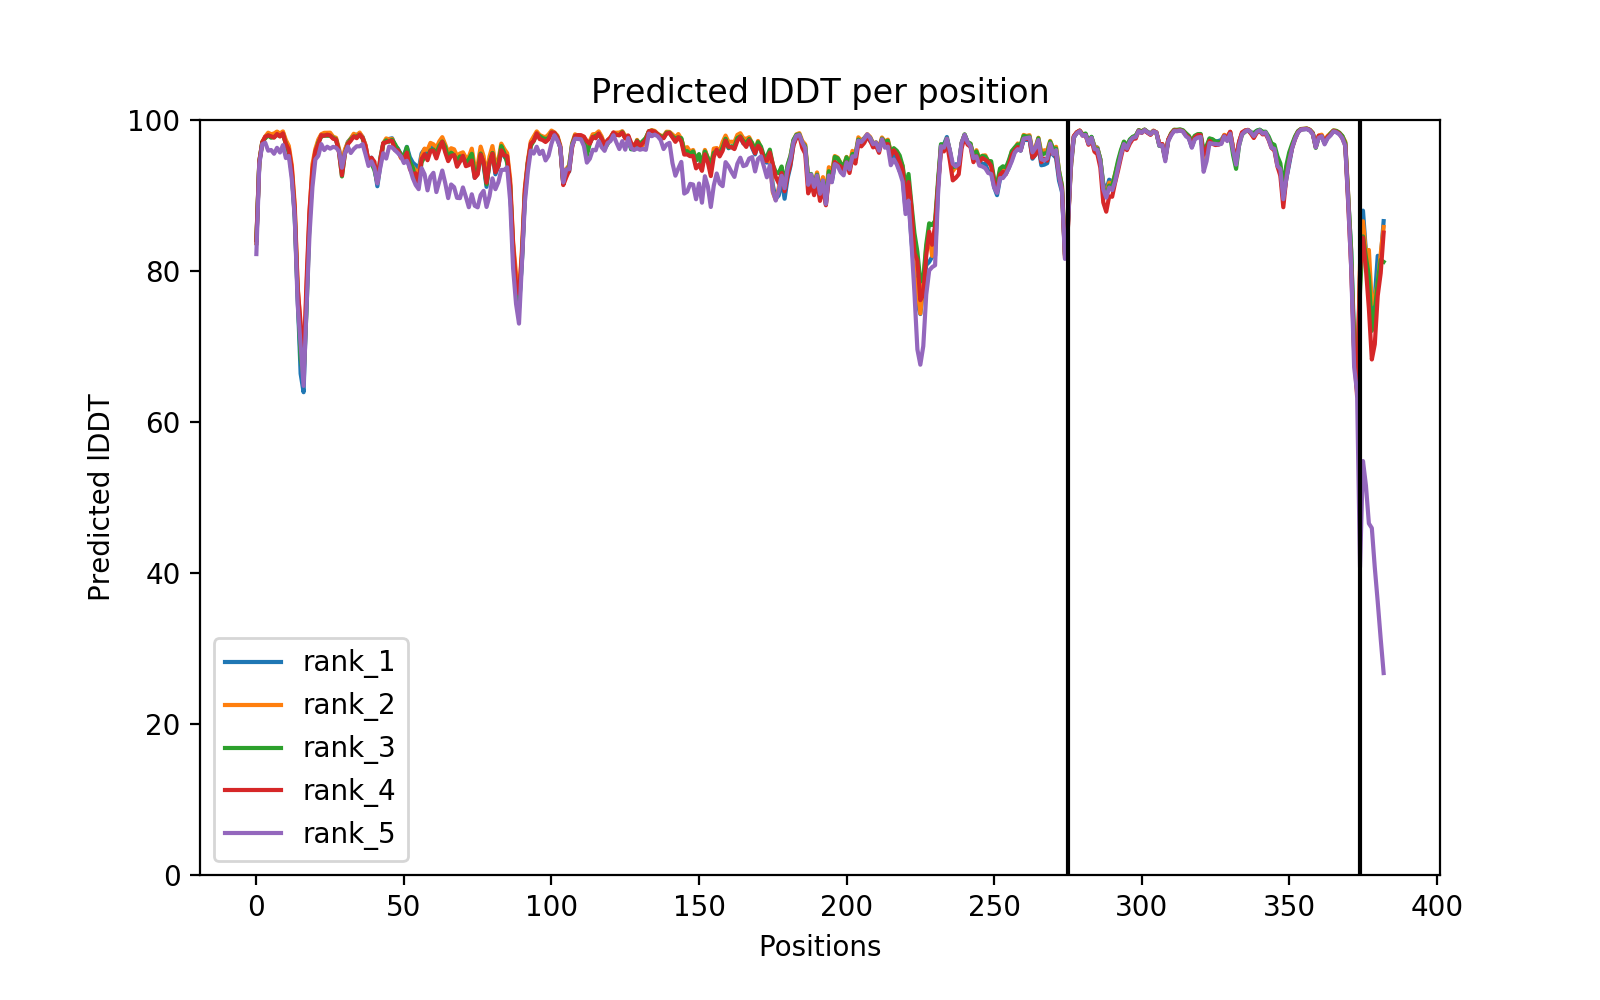 Predicted lDDT per position
Predicted lDDT
100
80
60
40
20
0
rank_1
rank_2
rank_3
rank_4
rank_5
0 50 100 150 200 250 300 350 400
Positions